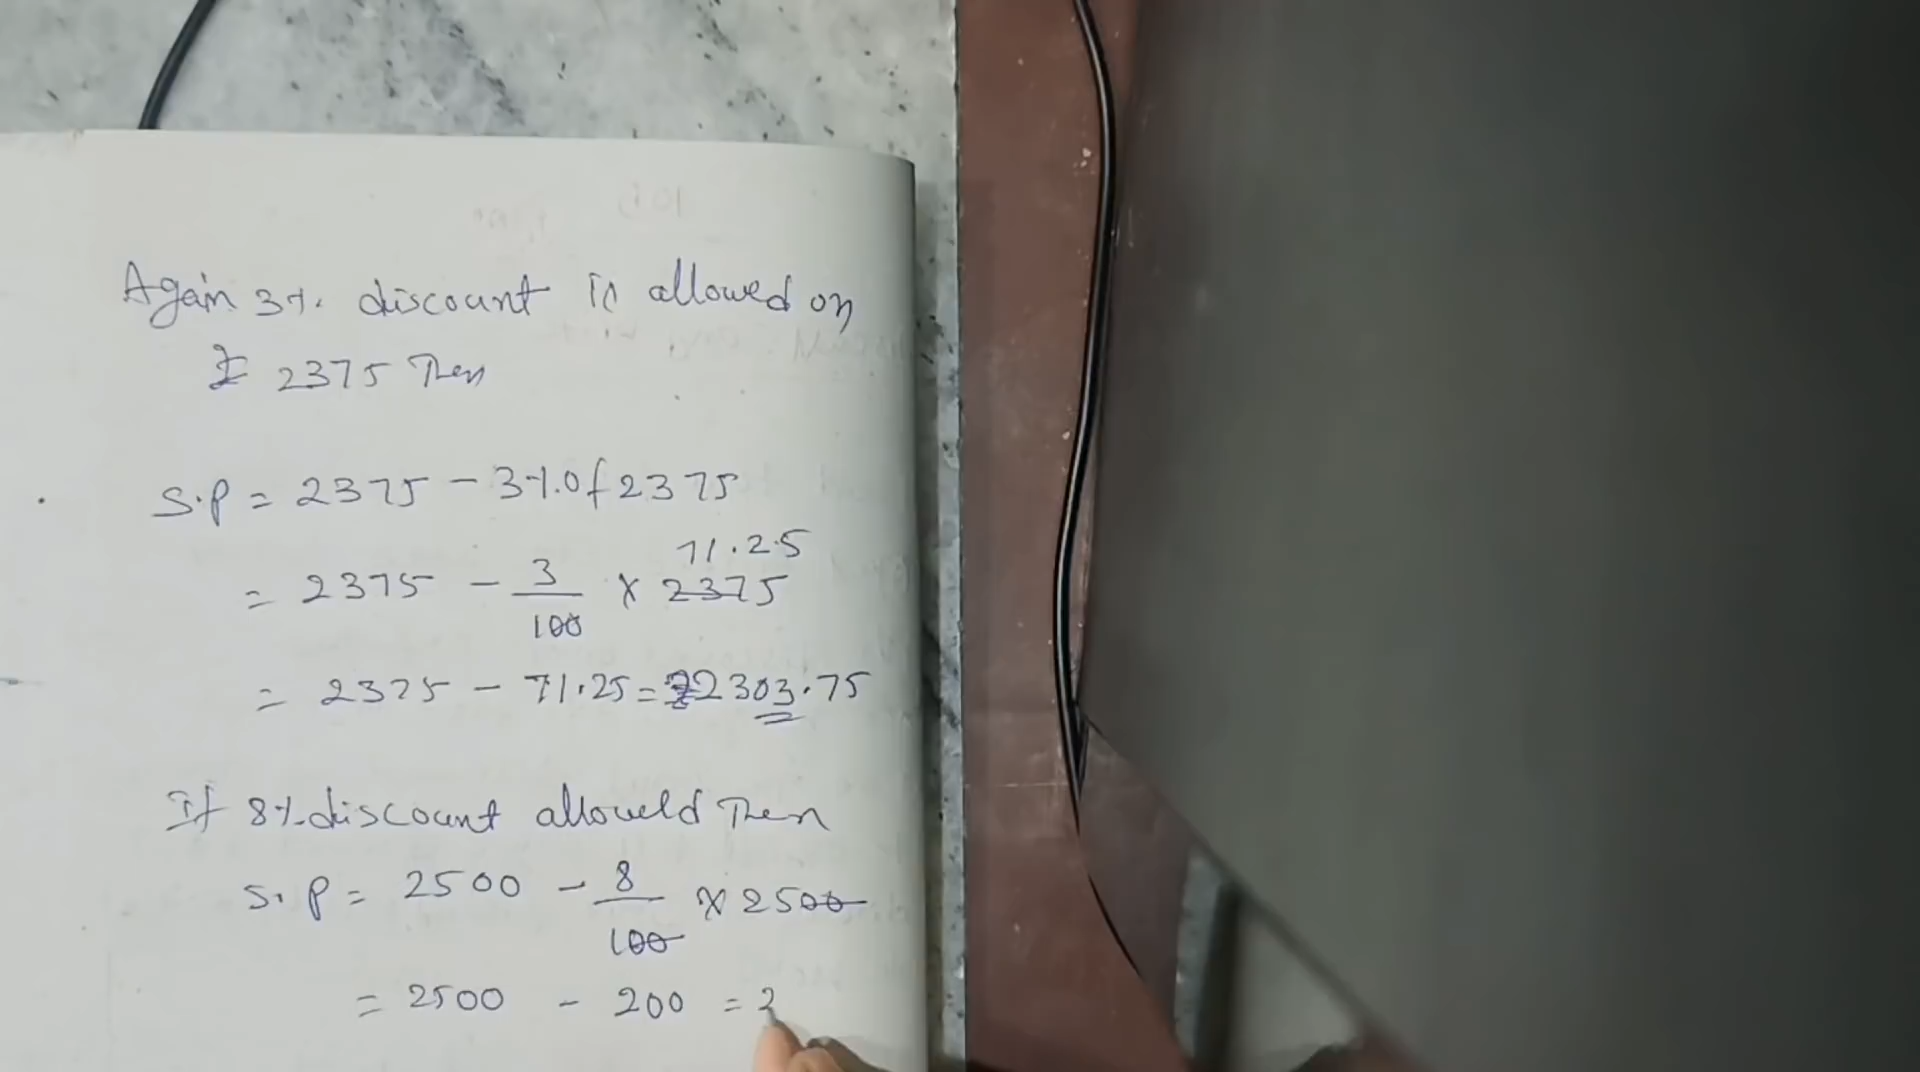 Again 3%. discount is allowed on
₹ 2375 Then
S.P = 2375 - 3%.of 2375
71.25
= 2375 - 3/100 × 2375
= 2375 - 71.25 = ₹2303.75
If 8%.discount alloueld Then
S.P = 2500 - 8/100 × 2500
= 2500 - 200 = 2